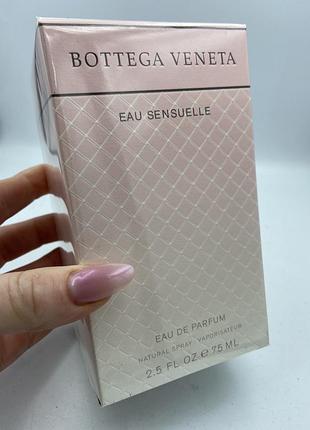 BOTTEGA VENETA
EAU SENSUELLE
EAU DE PARFUM
NATURAL SPRAY - VAPORISATEUR
2.5 FL OZ ℮ 75 ML